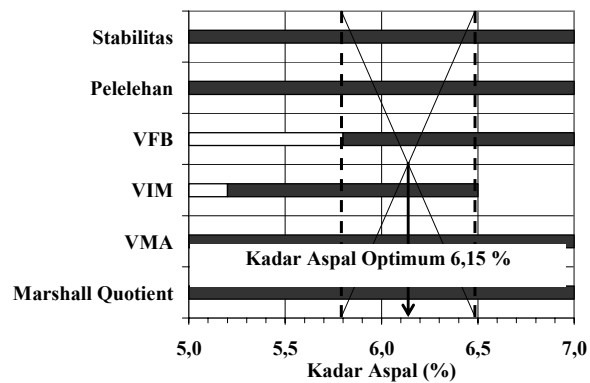 Stabilitas
Pelelehan
VFB
VIM
VMA
Kadar Aspal Optimum 6,15 %
Marshall Quotient
5,0 5,5 6,0 6,5 7,0
Kadar Aspal (%)